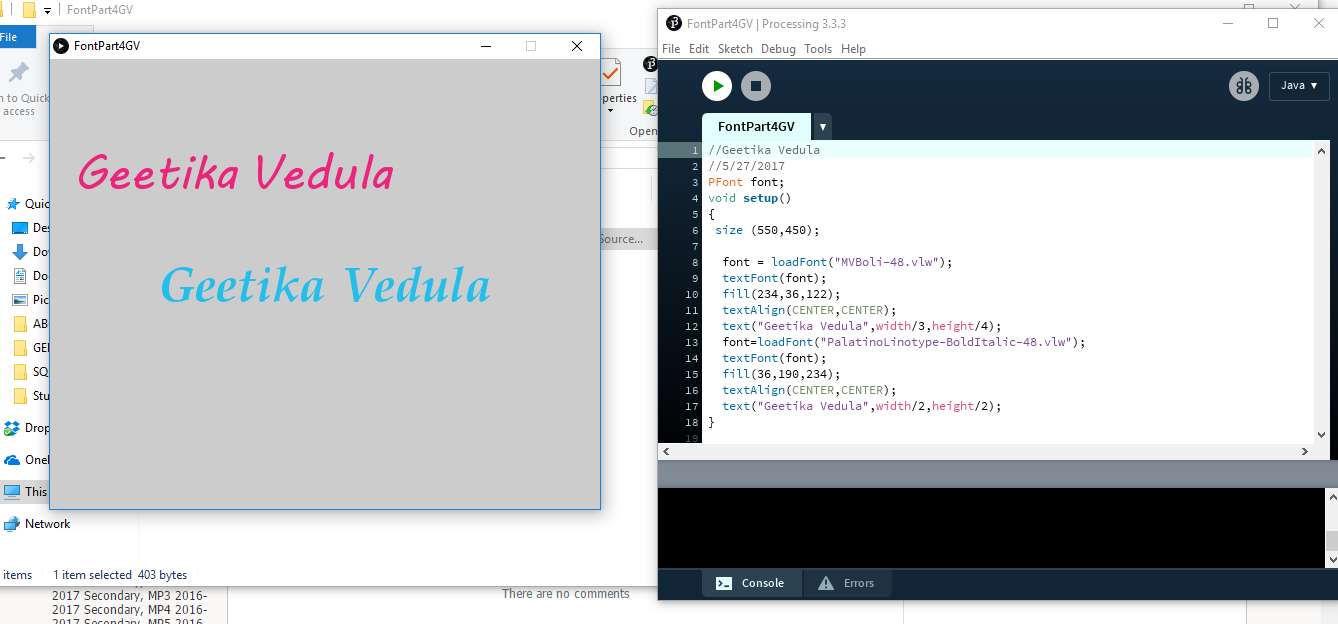 FontPart4GV
File
n to Quick
access
perties
Open
Quic
Des
Dov
Do
Pic
AB
GEI
SQ
Stu
Drop
OneI
This
Network
Source...
items 1 item selected 403 bytes
FontPart4GV
Geetika Vedula
Geetika Vedula
FontPart4GV | Processing 3.3.3
File Edit Sketch Debug Tools Help
Java ▼
FontPart4GV ▼
1 //Geetika Vedula
2 //5/27/2017
3 PFont font;
4 void setup()
5 {
6 size (550,450);
7
8 font = loadFont("MVBoli-48.vlw");
9 textFont(font);
10 fill(234,36,122);
11 textAlign(CENTER,CENTER);
12 text("Geetika Vedula",width/3,height/4);
13 font=loadFont("PalatinoLinotype-BoldItalic-48.vlw");
14 textFont(font);
15 fill(36,190,234);
16 textAlign(CENTER,CENTER);
17 text("Geetika Vedula",width/2,height/2);
18 }
19
Console Errors
2017 Secondary, MP3 2016-
2017 Secondary, MP4 2016-
2017 Secondary, MP5 2016-
There are no comments